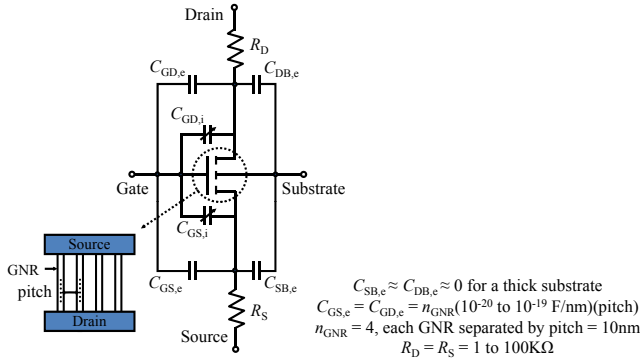 Drain
R_D
C_GD,e
C_DB,e
C_GD,i
Gate
Substrate
C_GS,i
Source
GNR
pitch
Drain
C_GS,e
C_SB,e
R_S
Source
C_SB,e ≈ C_DB,e ≈ 0 for a thick substrate
C_GS,e = C_GD,e = n_GNR(10^-20 to 10^-19 F/nm)(pitch)
n_GNR = 4, each GNR separated by pitch = 10nm
R_D = R_S = 1 to 100KΩ